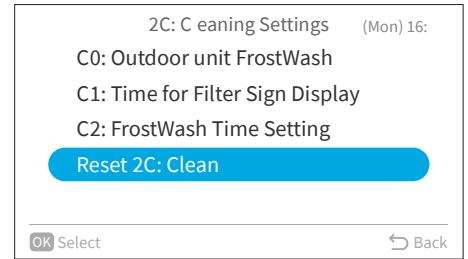 2C: C eaning Settings (Mon) 16:
C0: Outdoor unit FrostWash
C1: Time for Filter Sign Display
C2: FrostWash Time Setting
Reset 2C: Clean
OK Select Back